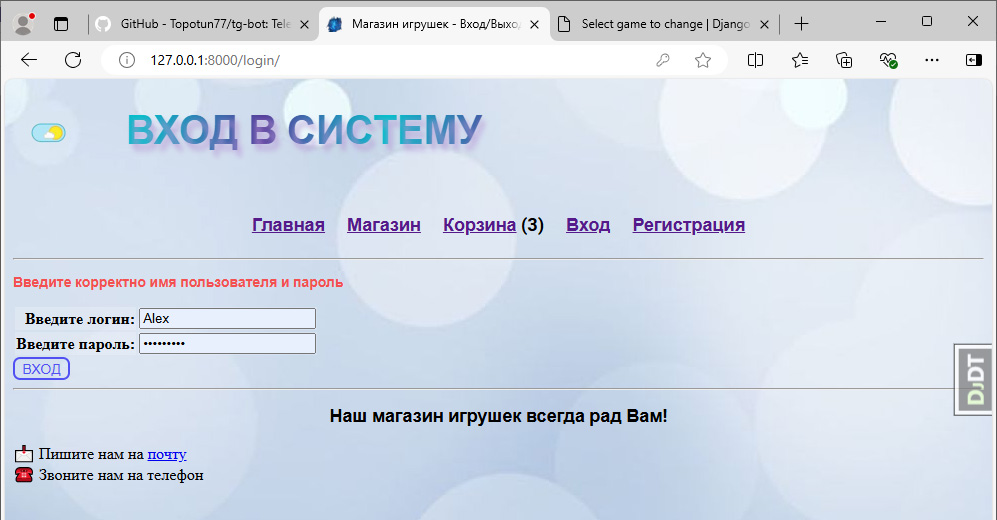 GitHub - Topotun77/tg-bot: Tele
Магазин игрушек - Вход/Выход
Select game to change | Django
127.0.0.1:8000/login/
ВХОД В СИСТЕМУ
Главная Магазин Корзина (3) Вход Регистрация
Введите корректно имя пользователя и пароль
Введите логин: Alex
Введите пароль: •••••••••
ВХОД
DJDT
Наш магазин игрушек всегда рад Вам!
Пишите нам на почту
Звоните нам на телефон